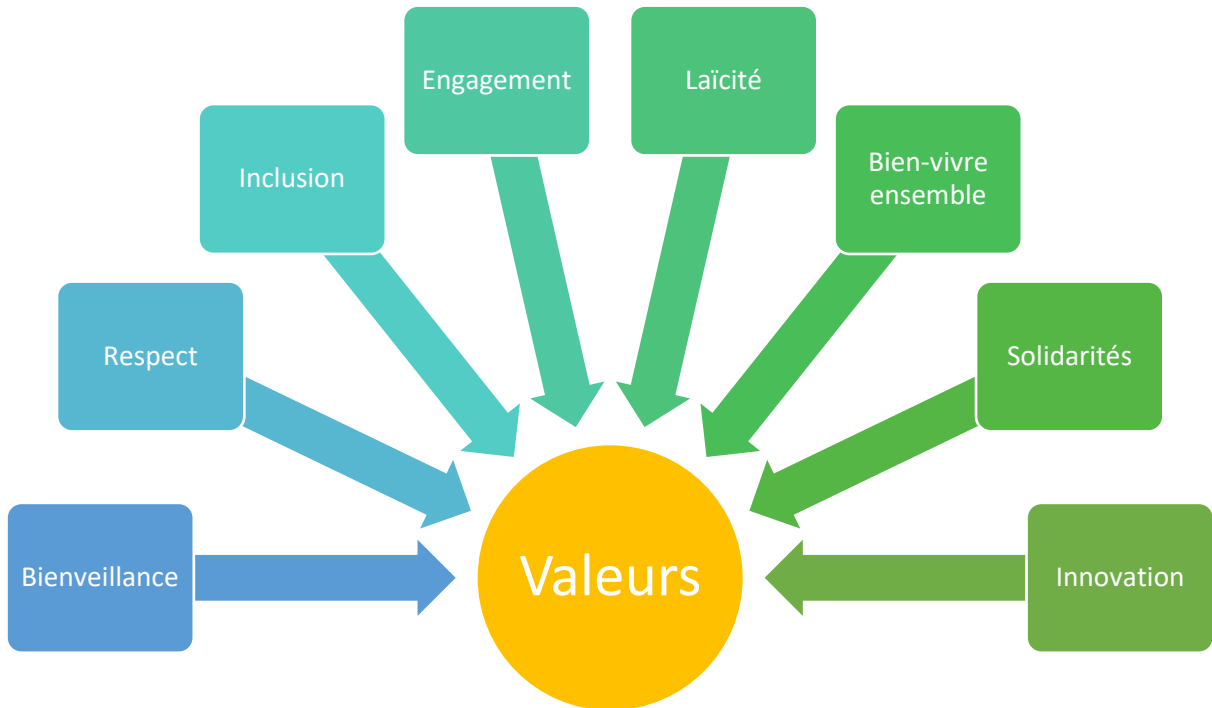 Engagement
Laïcité
Inclusion
Bien-vivre
ensemble
Respect
Solidarités
Bienveillance
Valeurs
Innovation